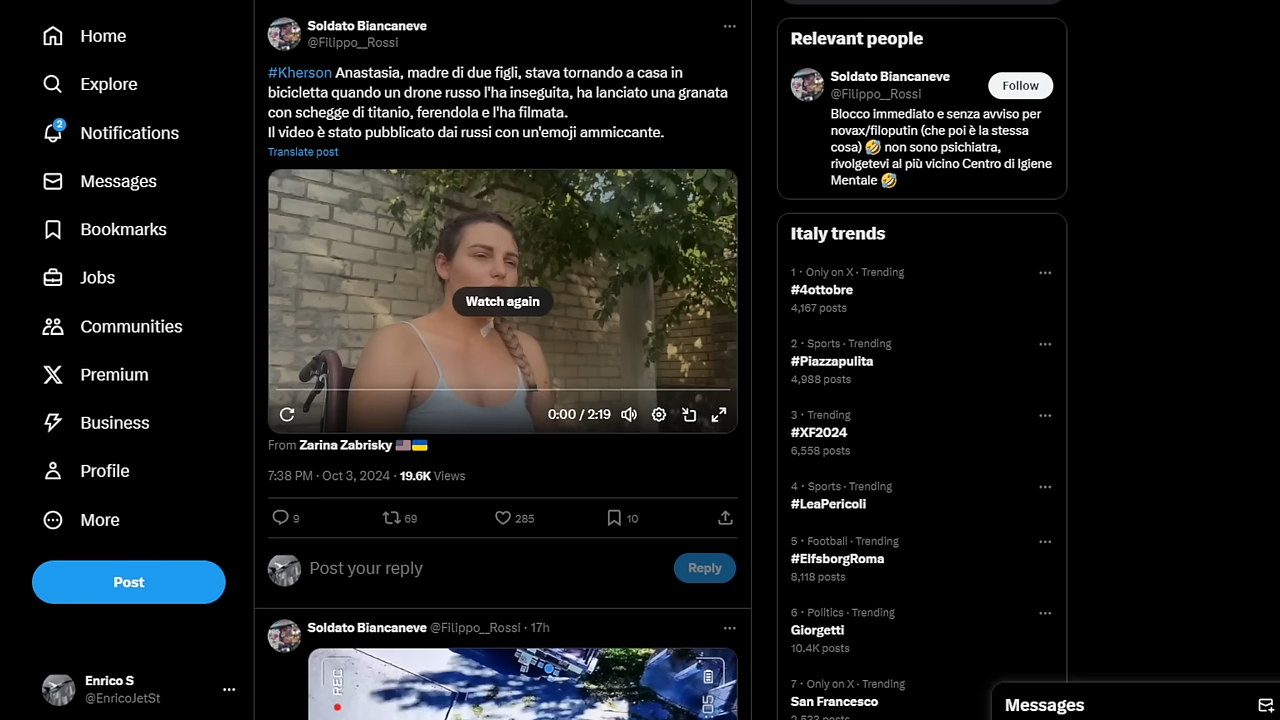 Home
Explore
2
Notifications
Messages
Bookmarks
Jobs
Communities
Premium
Business
Profile
More
Post
Enrico S
@EnricoJetSt
Soldato Biancaneve
@Filippo__Rossi
#Kherson Anastasia, madre di due figli, stava tornando a casa in
bicicletta quando un drone russo l'ha inseguita, ha lanciato una granata
con schegge di titanio, ferendola e l'ha filmata.
Il video è stato pubblicato dai russi con un'emoji ammiccante.
Translate post
Watch again
0:00 / 2:19
From Zarina Zabrisky 🇺🇸🇺🇦
7:38 PM · Oct 3, 2024 · 19.6K Views
9 69 285 10
Post your reply
Reply
Soldato Biancaneve @Filippo__Rossi · 17h
REC
05
Relevant people
Soldato Biancaneve
@Filippo__Rossi
Follow
Blocco immediato e senza avviso per
novax/filoputin (che poi è la stessa
cosa) 🤣 non sono psichiatra,
rivolgetevi al più vicino Centro di Igiene
Mentale 🤣
Italy trends
1 · Only on X · Trending
#4ottobre
4,167 posts
2 · Sports · Trending
#Piazzapulita
4,988 posts
3 · Trending
#XF2024
6,558 posts
4 · Sports · Trending
#LeaPericoli
5 · Football · Trending
#ElfsborgRoma
8,118 posts
6 · Politics · Trending
Giorgetti
10.4K posts
7 · Only on X · Trending
San Francesco
2,533 posts
Messages